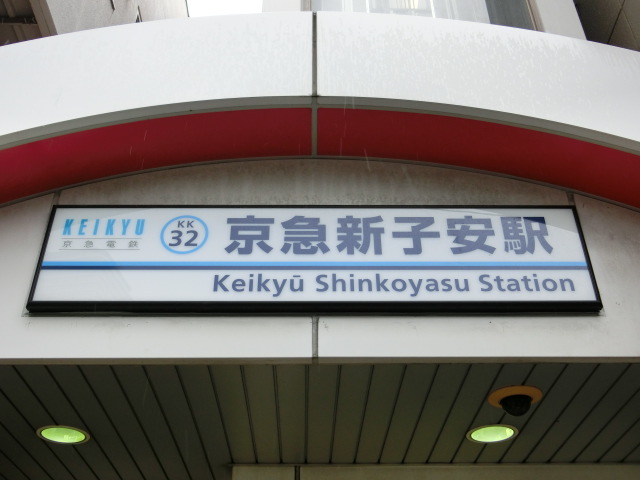 KEIKYU
京急電鉄
KK
32
京急新子安駅
Keikyū Shinkoyasu Station